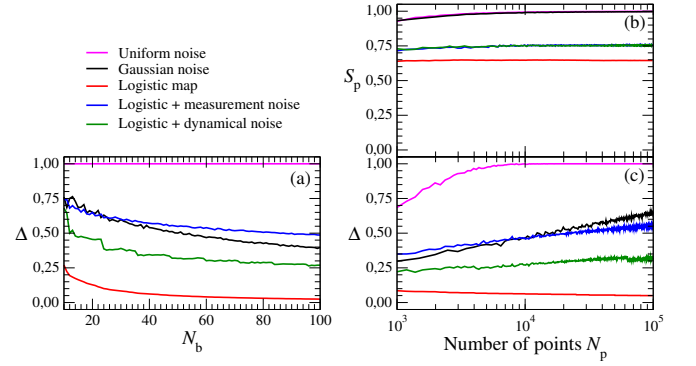 Uniform noise
Gaussian noise
Logistic map
Logistic + measurement noise
Logistic + dynamical noise
1,00
0,75
0,50
0,25
0,00
S_p
(b)
1,00
0,75
0,50
0,25
0,00
Δ
(a)
20 40 60 80 100
N_b
1,00
0,75
0,50
0,25
0,00
Δ
(c)
10^3 10^4 10^5
Number of points N_p